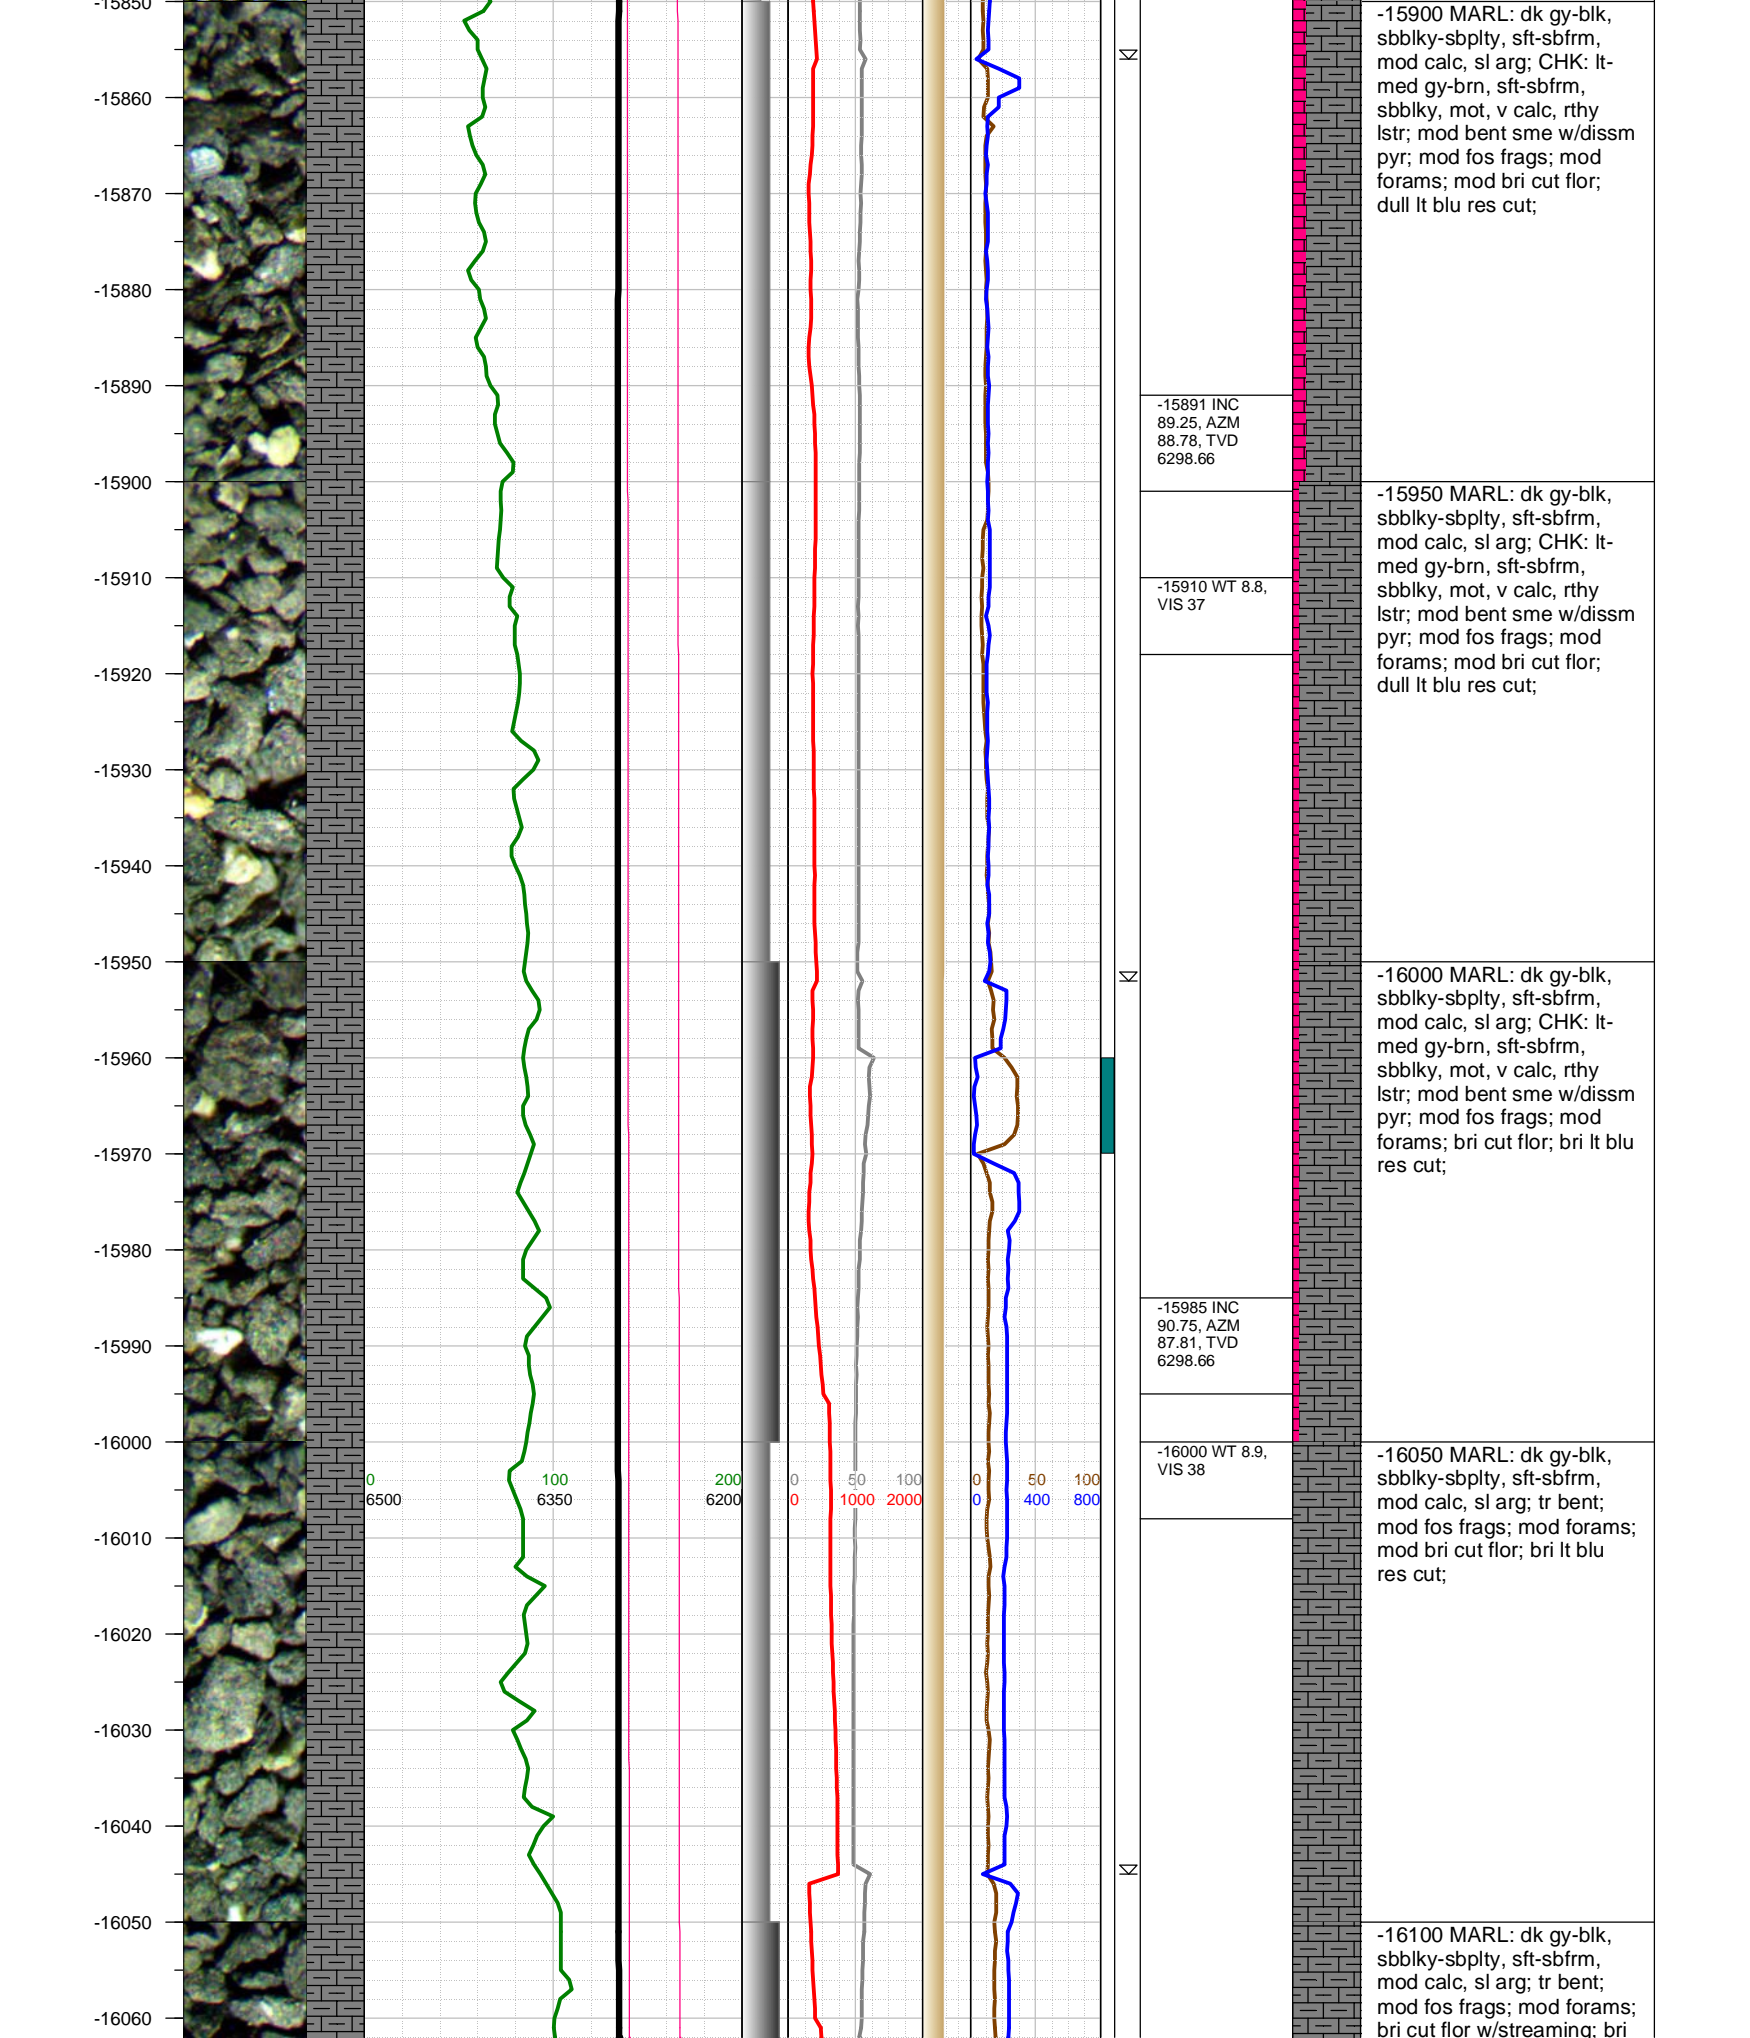 -15850
-15860
-15870
-15880
-15890
-15900
-15910
-15920
-15930
-15940
-15950
-15960
-15970
-15980
-15990
-16000
-16010
-16020
-16030
-16040
-16050
-16060
0 100 200
6500 6350 6200
0 50 100
0 1000 2000
0 50 100
0 400 800
-15891 INC
89.25, AZM
88.78, TVD
6298.66
-15910 WT 8.8,
VIS 37
-15985 INC
90.75, AZM
87.81, TVD
6298.66
-16000 WT 8.9,
VIS 38
-15900 MARL: dk gy-blk,
sbblky-sbplty, sft-sbfrm,
mod calc, sl arg; CHK: lt-
med gy-brn, sft-sbfrm,
sbblky, mot, v calc, rthy
lstr; mod bent sme w/dissm
pyr; mod fos frags; mod
forams; mod bri cut flor;
dull lt blu res cut;
-15950 MARL: dk gy-blk,
sbblky-sbplty, sft-sbfrm,
mod calc, sl arg; CHK: lt-
med gy-brn, sft-sbfrm,
sbblky, mot, v calc, rthy
lstr; mod bent sme w/dissm
pyr; mod fos frags; mod
forams; mod bri cut flor;
dull lt blu res cut;
-16000 MARL: dk gy-blk,
sbblky-sbplty, sft-sbfrm,
mod calc, sl arg; CHK: lt-
med gy-brn, sft-sbfrm,
sbblky, mot, v calc, rthy
lstr; mod bent sme w/dissm
pyr; mod fos frags; mod
forams; bri cut flor; bri lt blu
res cut;
-16050 MARL: dk gy-blk,
sbblky-sbplty, sft-sbfrm,
mod calc, sl arg; tr bent;
mod fos frags; mod forams;
mod bri cut flor; bri lt blu
res cut;
-16100 MARL: dk gy-blk,
sbblky-sbplty, sft-sbfrm,
mod calc, sl arg; tr bent;
mod fos frags; mod forams;
bri cut flor w/streaming; bri